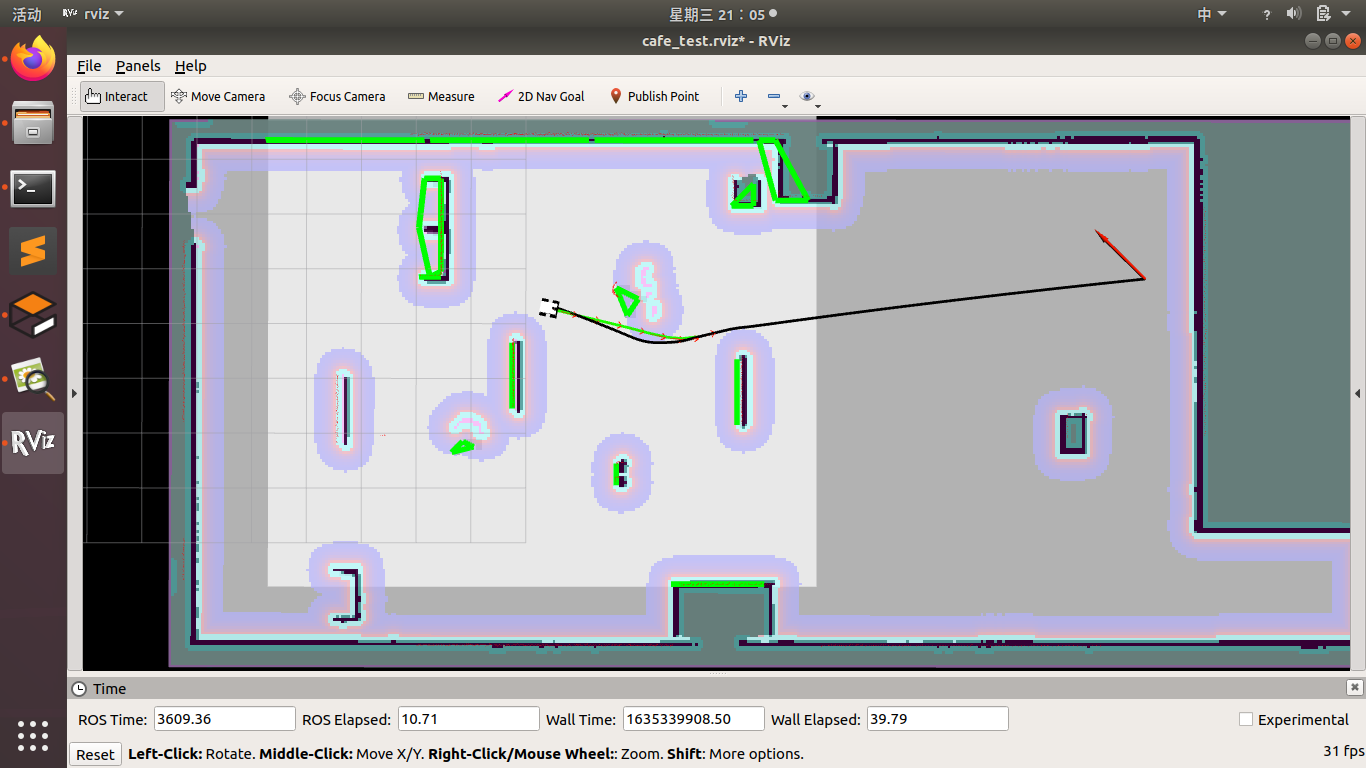 活动 RViz rviz 星期三 21：05 中 ?
cafe_test.rviz* - RViz
File Panels Help
Interact Move Camera Focus Camera Measure 2D Nav Goal Publish Point
RViz
Time
ROS Time: 3609.36 ROS Elapsed: 10.71 Wall Time: 1635339908.50 Wall Elapsed: 39.79 Experimental
Reset Left-Click: Rotate. Middle-Click: Move X/Y. Right-Click/Mouse Wheel:: Zoom. Shift: More options. 31 fps